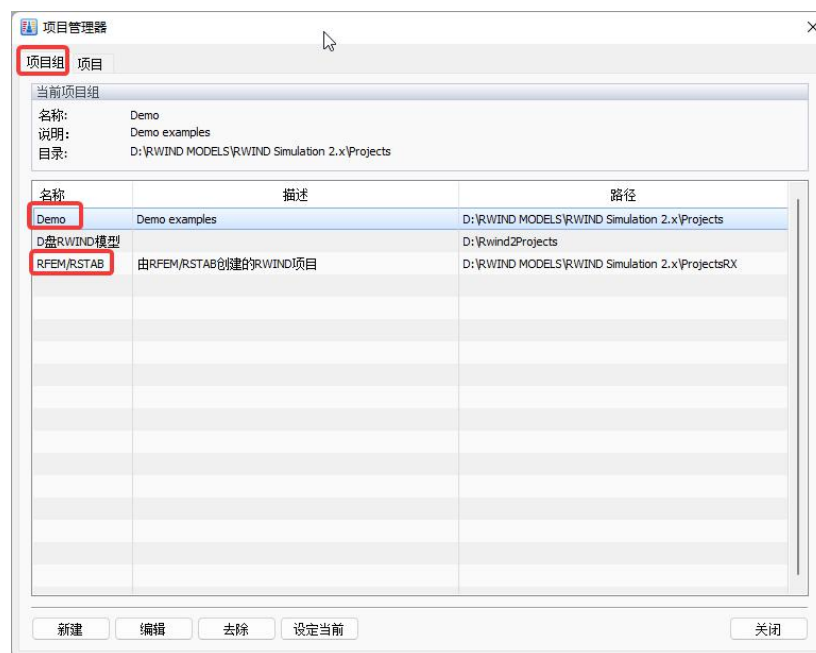 项目管理器
项目组 项目
当前项目组
名称: Demo
说明: Demo examples
目录: D:\RWIND MODELS\RWIND Simulation 2.x\Projects
名称 描述 路径
Demo Demo examples D:\RWIND MODELS\RWIND Simulation 2.x\Projects
D盘RWIND模型 D:\Rwind2Projects
RFEM/RSTAB 由RFEM/RSTAB创建的RWIND项目 D:\RWIND MODELS\RWIND Simulation 2.x\ProjectsRX
新建 编辑 去除 设定当前 关闭